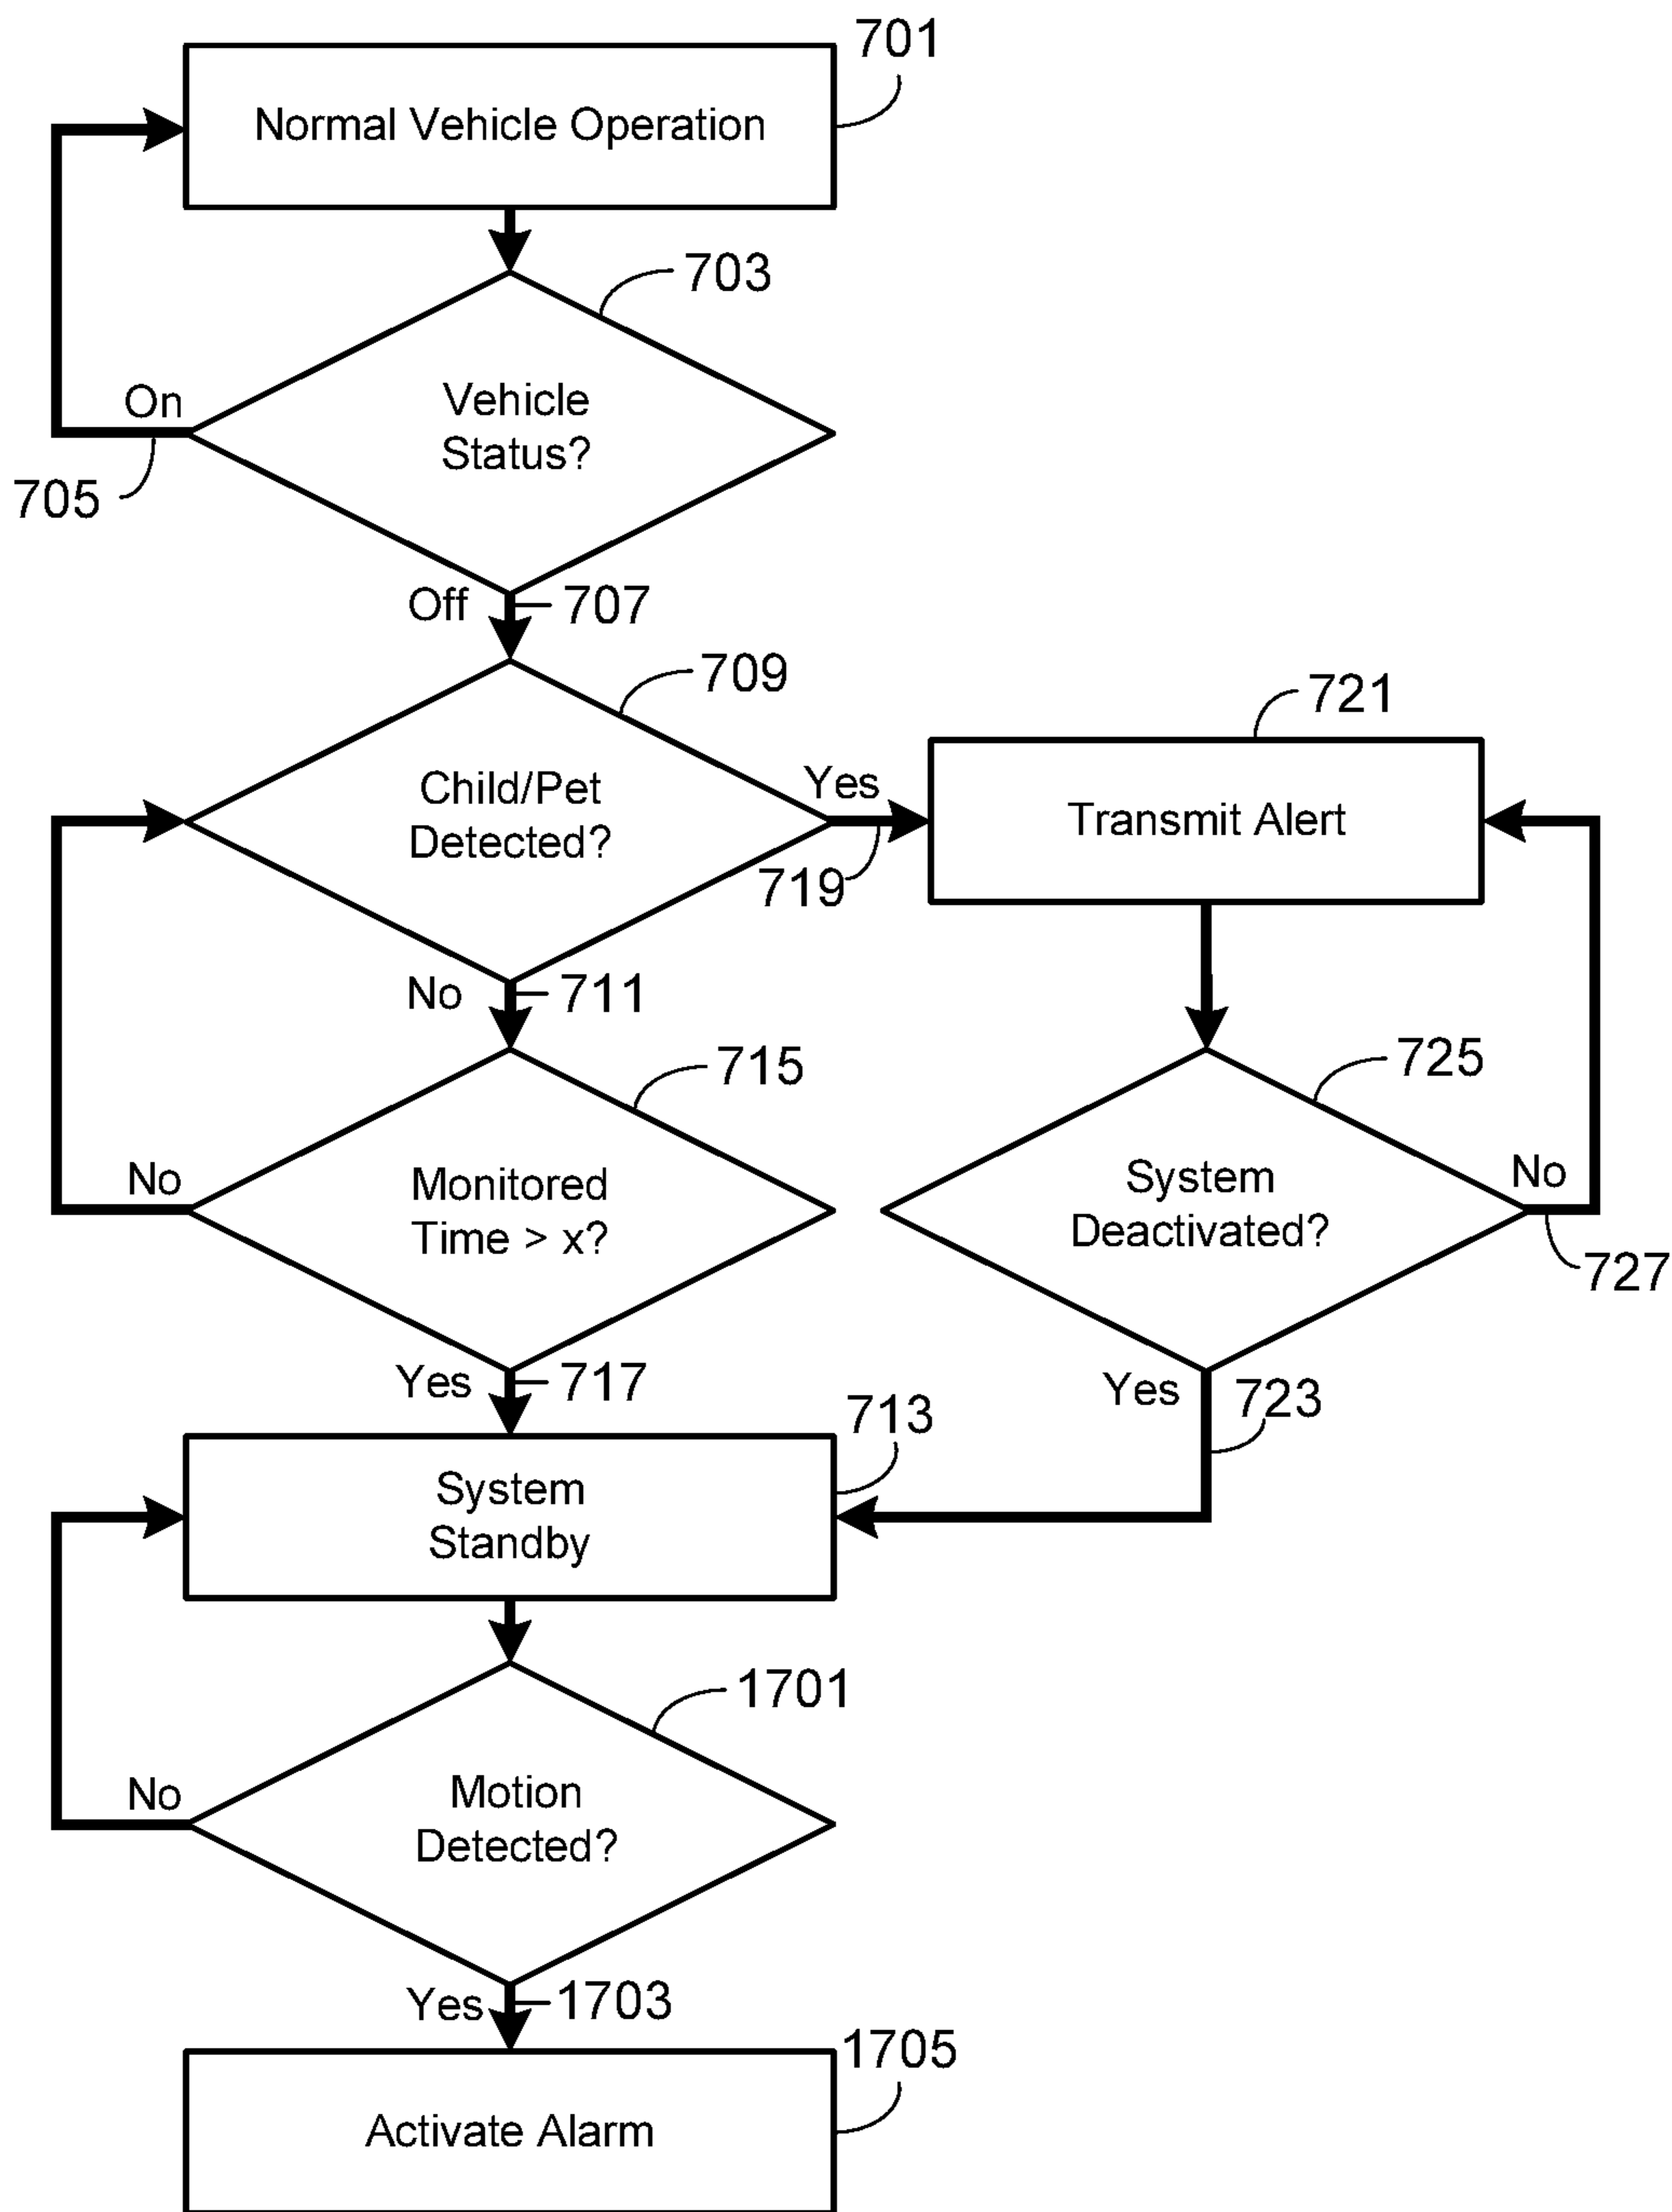 701
Normal Vehicle Operation
703
On
Vehicle
Status?
705
Off
707
709
721
Child/Pet
Detected?
Yes
Transmit Alert
719
No
711
715
725
No
Monitored
Time > x?
System
Deactivated?
No
727
Yes
717
Yes
723
713
System
Standby
1701
No
Motion
Detected?
Yes
1703
1705
Activate Alarm